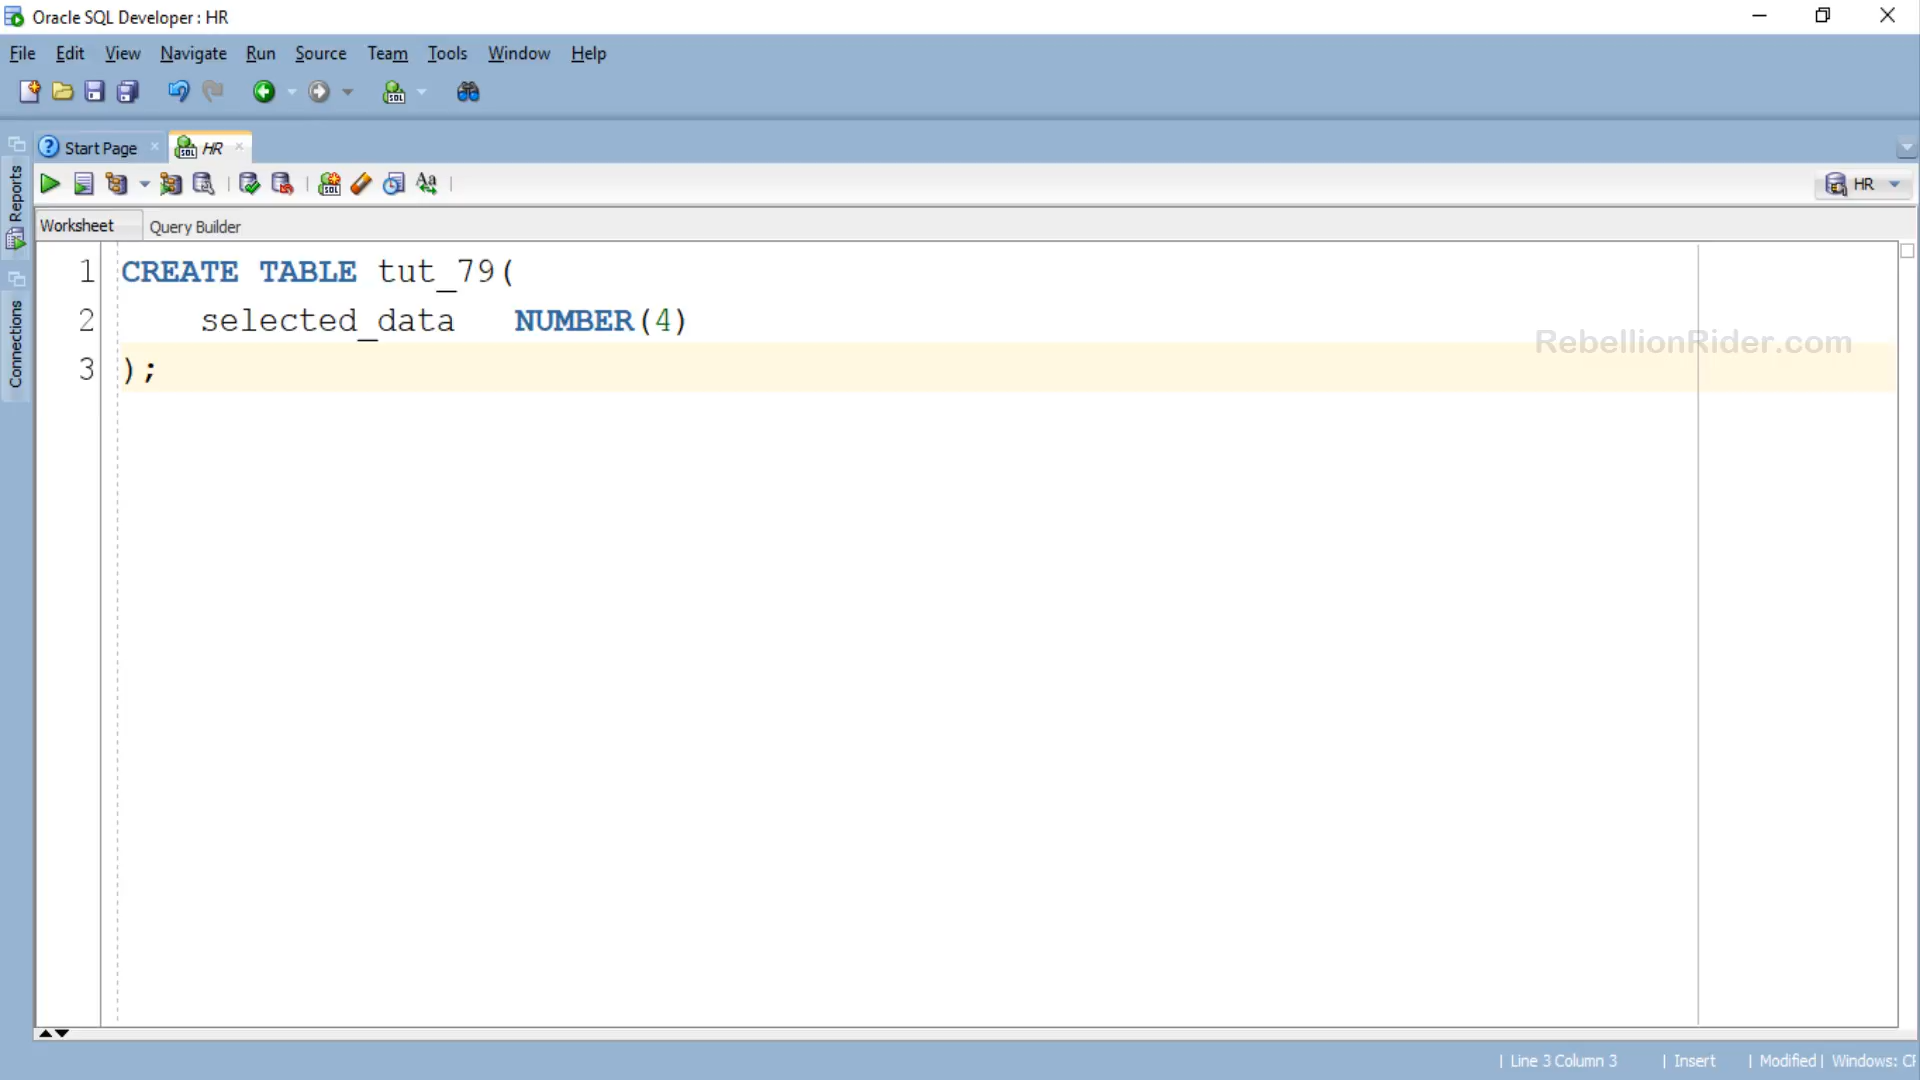 Oracle SQL Developer : HR
File Edit View Navigate Run Source Team Tools Window Help
Start Page
HR
HR
Reports
Connections
Worksheet
Query Builder
1 CREATE TABLE tut_79(
2 selected_data NUMBER(4)
3 );
RebellionRider.com
| Line 3 Column 3 | Insert | Modified | Windows: CR